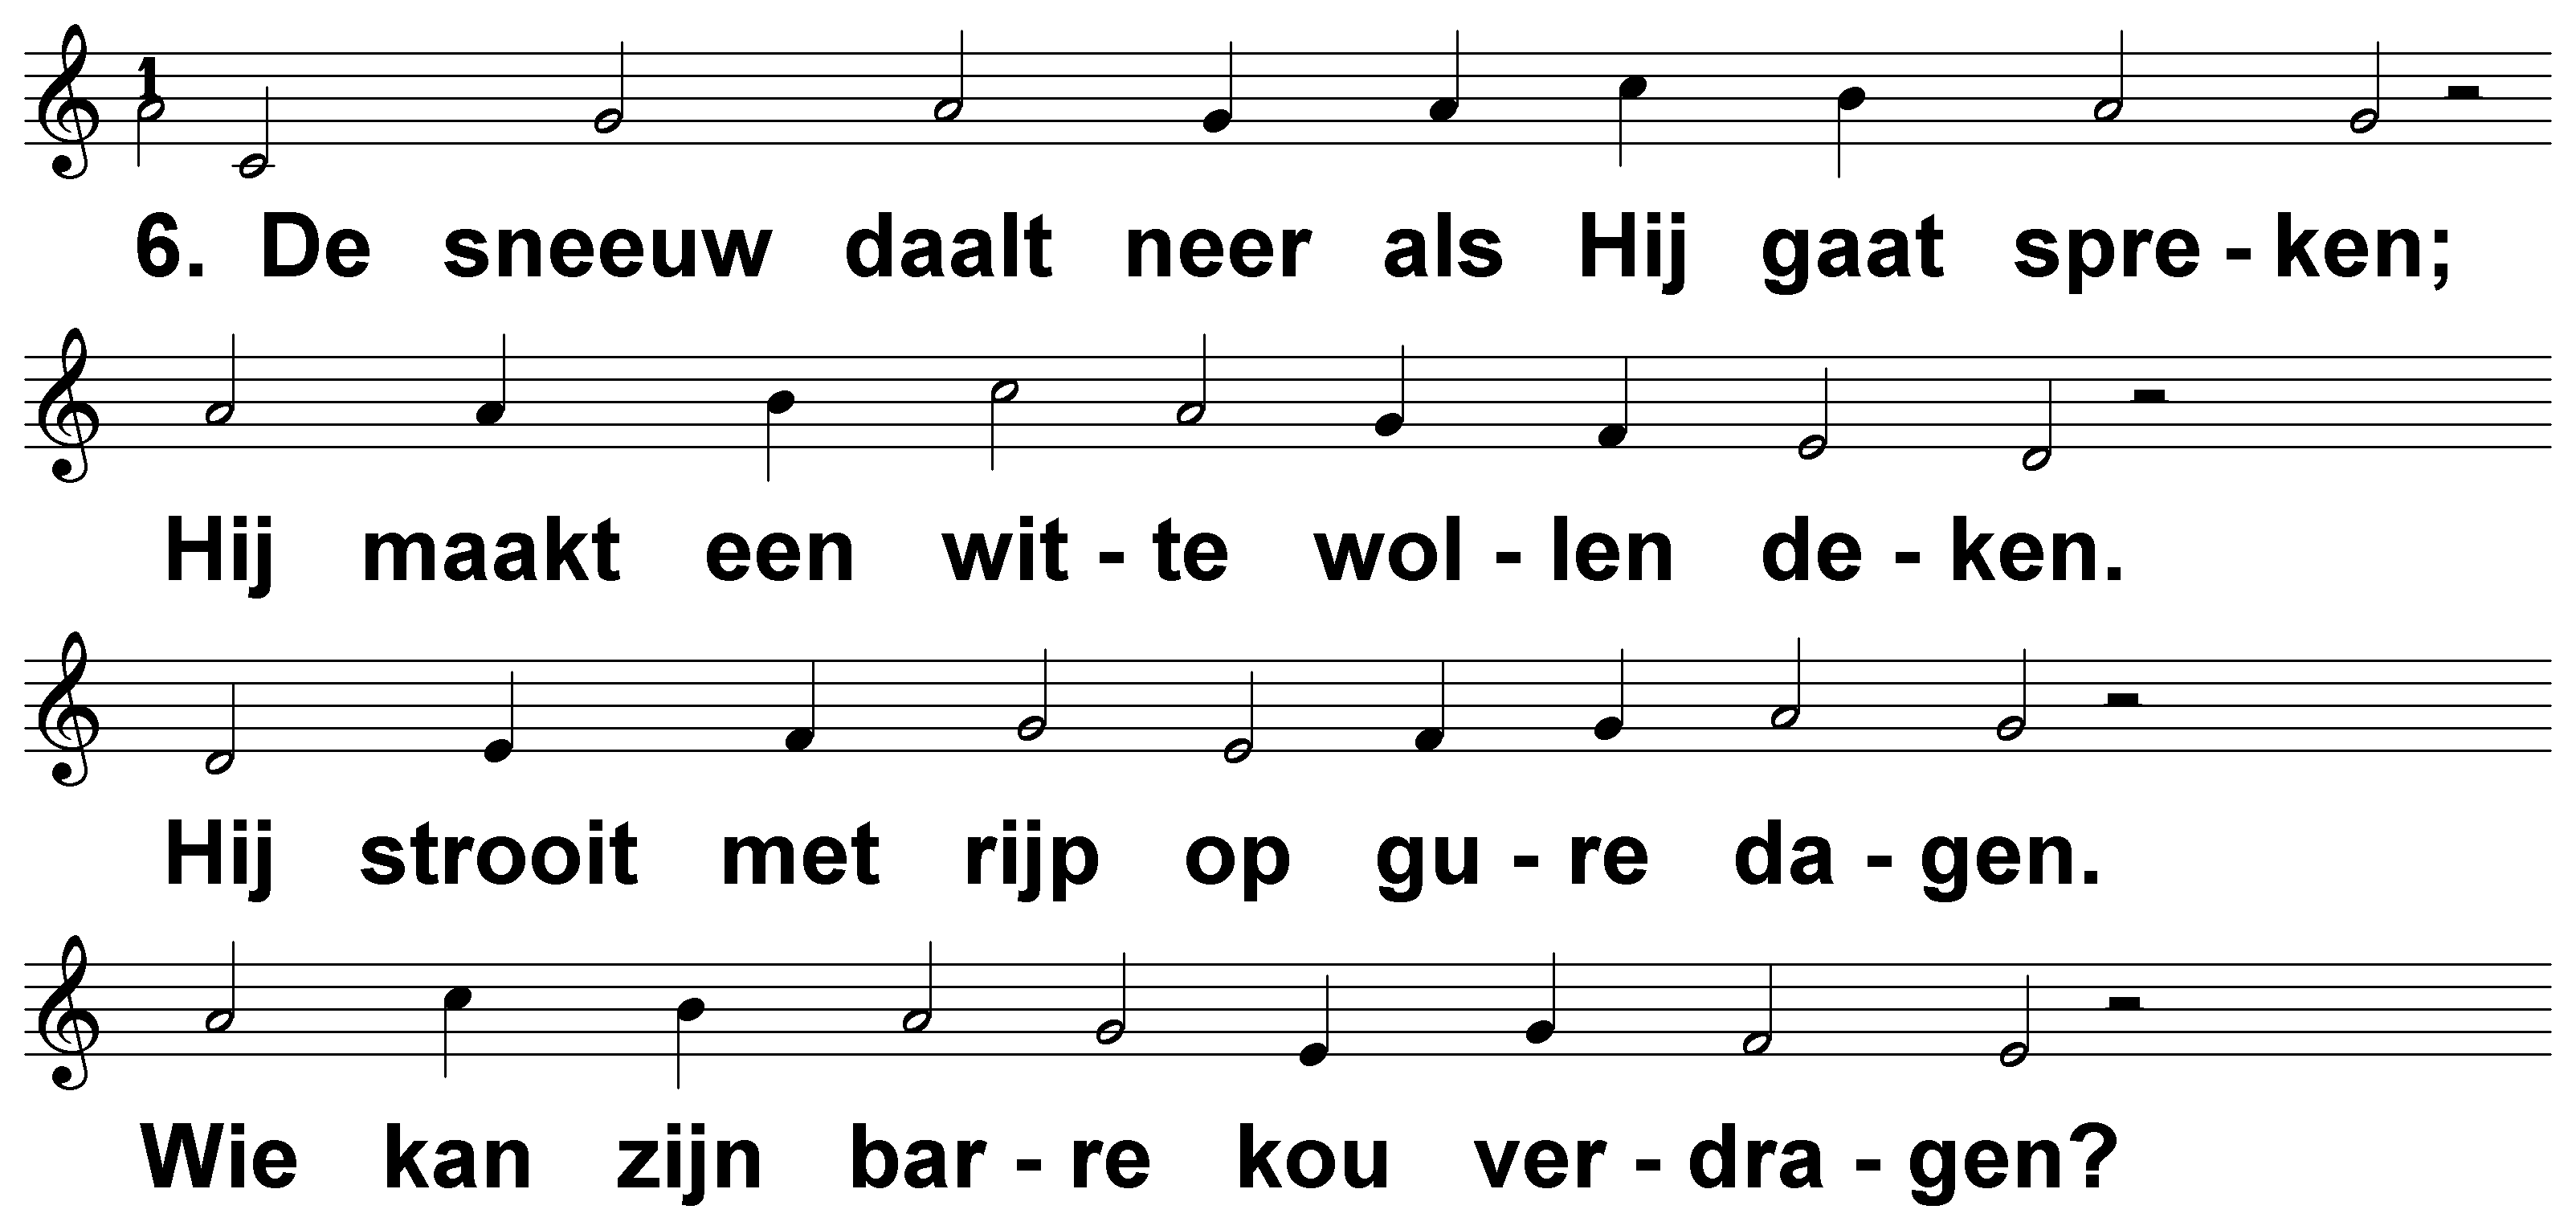 1
6. De sneeuw daalt neer als Hij gaat spre - ken;
Hij maakt een wit - te wol - len de - ken.
Hij strooit met rijp op gu - re da - gen.
Wie kan zijn bar - re kou ver - dra - gen?